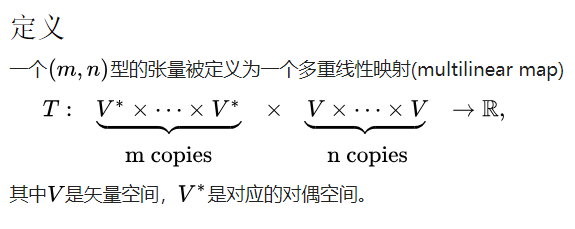 定义
一个(m, n)型的张量被定义为一个多重线性映射(multilinear map)
T : V* × ⋯ × V* × V × ⋯ × V → ℝ,
m copies n copies
其中V是矢量空间，V*是对应的对偶空间。